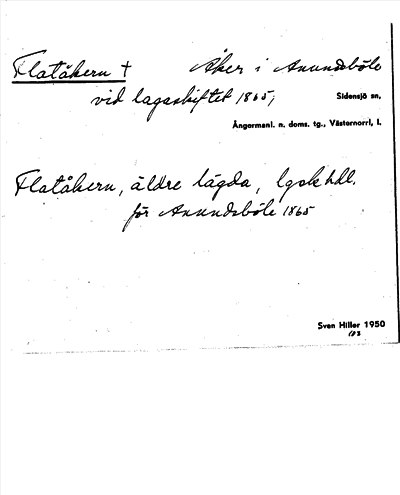 Flatåkern † Åker i Anundsböle
vid lagaskiftet 1865; Sidensjö sn,
Ångermanl. n. doms. tg., Västernorrl, l.
Flatåkern, äldre lägda, lgsk hdl.
för Anundsböle 1865
Sven Hiller 1950